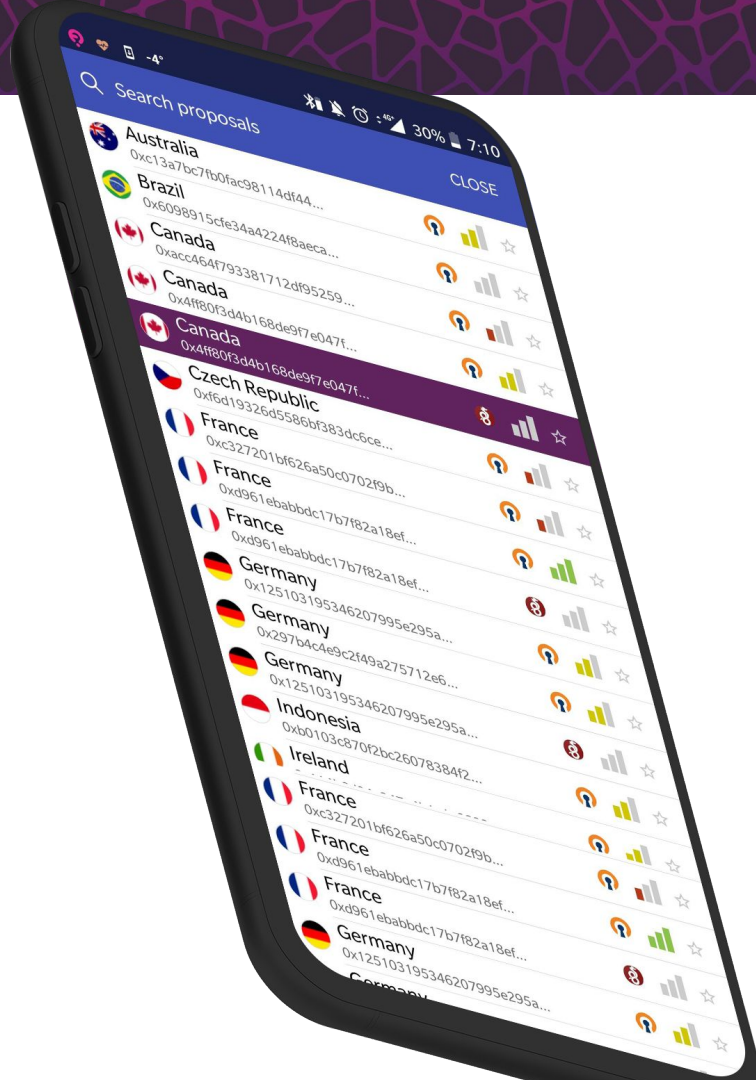 -4°
4G+
30%
7:10
Search proposals
CLOSE
Australia
0xc13a7bc7fb0fac98114df44...
Brazil
0x6098915cfe34a4224f8aeca...
Canada
0xacc464f793381712df95259...
Canada
0x4ff80f3d4b168de9f7e047f...
Canada
0x4ff80f3d4b168de9f7e047f...
Czech Republic
0xf6d19326d5586bf383dc6ce...
France
0xc327201bf626a50c0702f9b...
France
0xd961ebabbdc17b7f82a18ef...
France
0xd961ebabbdc17b7f82a18ef...
Germany
0x125103195346207995e295a...
Germany
0x297b4c4e9c2f49a275712e6...
Germany
0x125103195346207995e295a...
Indonesia
0xb0103c870f2bc26078384f2...
Ireland
France
0xc327201bf626a50c0702f9b...
France
0xd961ebabbdc17b7f82a18ef...
France
0xd961ebabbdc17b7f82a18ef...
Germany
0x125103195346207995e295a...
Germany